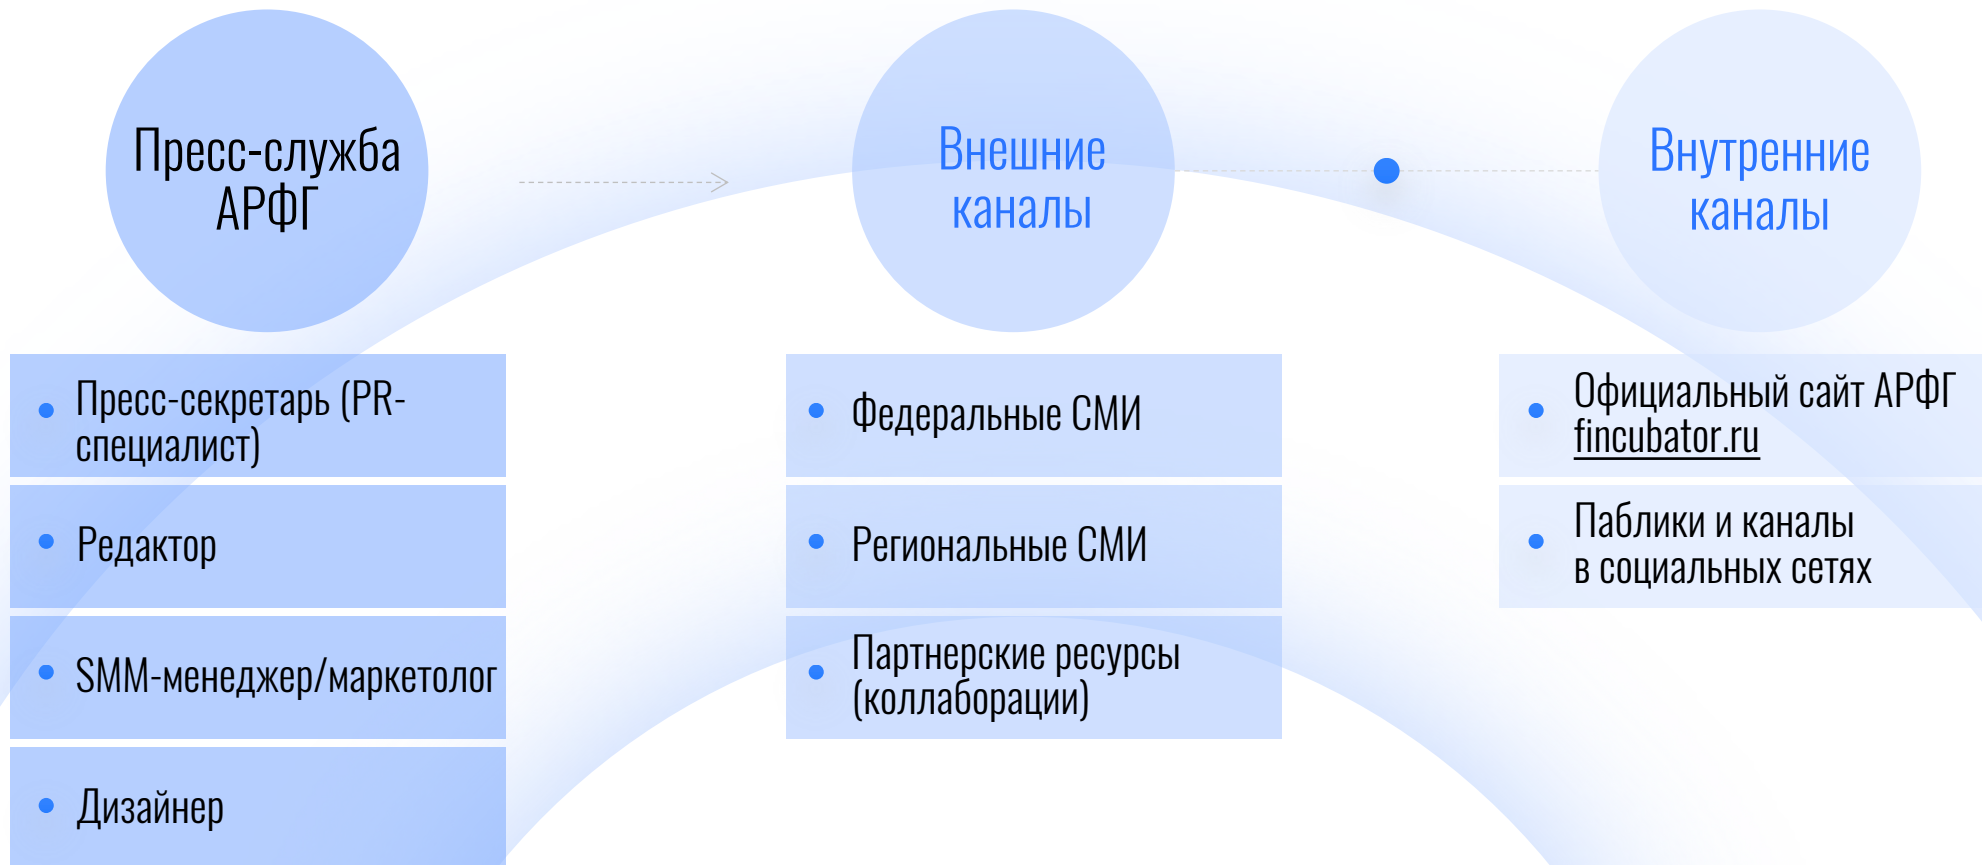 Пресс-служба
АРФГ
Пресс-секретарь (PR-
специалист)
Редактор
SMM-менеджер/маркетолог
Дизайнер
Внешние
каналы
Федеральные СМИ
Региональные СМИ
Партнерские ресурсы
(коллаборации)
Внутренние
каналы
Официальный сайт АРФГ
fincubator.ru
Паблики и каналы
в социальных сетях